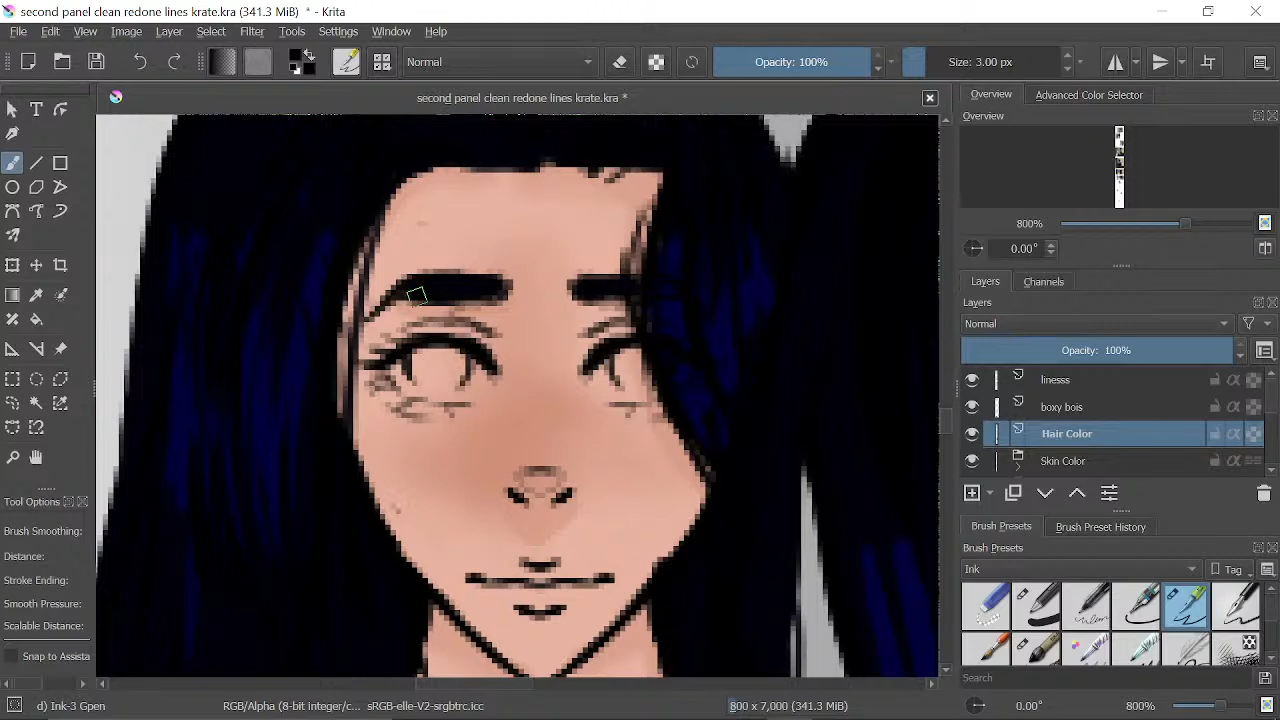 second panel clean redone lines krate.kra (341.3 MiB) * - Krita
File Edit View Image Layer Select Filter Tools Settings Window Help
Normal
Opacity: 100%
Size: 3.00 px
second panel clean redone lines krate.kra *
Overview
Advanced Color Selector
Overview
800%
0.00°
Layers
Channels
Layers
Normal
Opacity: 100%
linesss
boxy bois
Hair Color
Skin Color
Brush Presets
Brush Preset History
Brush Presets
Ink
Tag
Search
Tool Options
Brush Smoothing:
Distance:
Stroke Ending:
Smooth Pressure:
Scalable Distance:
Snap to Assista
d) Ink-3 Gpen
RGB/Alpha (8-bit integer/c... sRGB-elle-V2-srgbtrc.icc
800 x 7,000 (341.3 MiB)
0.00°
800%